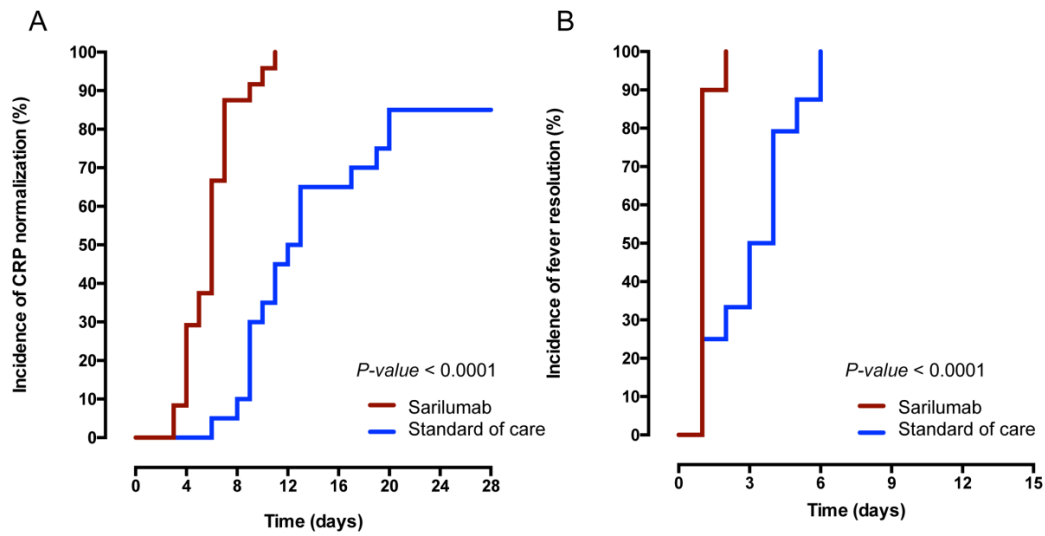 A
Incidence of CRP normalization (%)
100
90
80
70
60
50
40
30
20
10
0
P-value < 0.0001
Sarilumab
Standard of care
0 4 8 12 16 20 24 28
Time (days)
B
Incidence of fever resolution (%)
100
90
80
70
60
50
40
30
20
10
0
P-value < 0.0001
Sarilumab
Standard of care
0 3 6 9 12 15
Time (days)